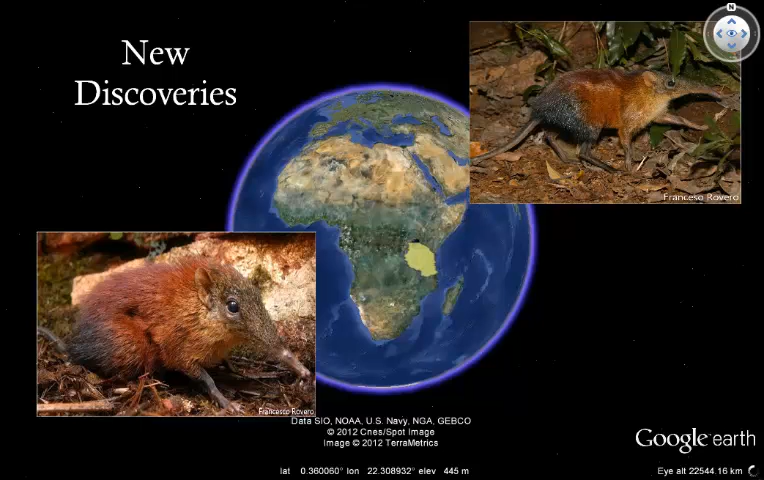 New
Discoveries
N
Franceso Rovero
Francesco Rovero
Data SIO, NOAA, U.S. Navy, NGA, GEBCO
© 2012 Cnes/Spot Image
Image © 2012 TerraMetrics
Google earth
lat 0.360060° lon 22.308932° elev 445 m
Eye alt 22544.16 km